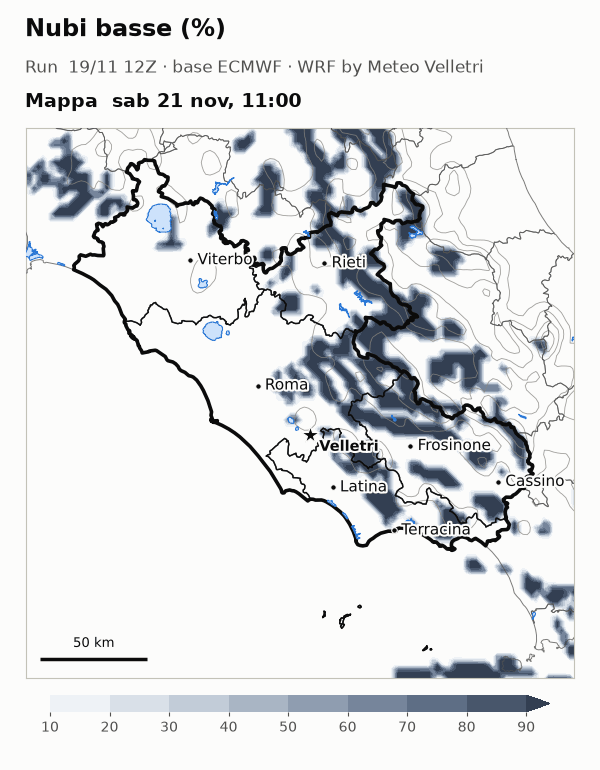 Nubi basse (%)
Run  19/11 12Z · base ECMWF · WRF by Meteo Velletri
Mappa  sab 21 nov, 11:00
Viterbo
Rieti
Roma
Velletri
Frosinone
Latina
Cassino
Terracina
50 km
10 20 30 40 50 60 70 80 90